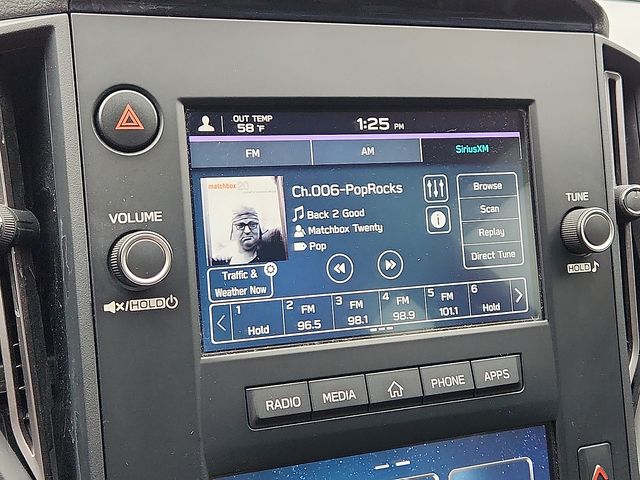 OUT TEMP
58 °F
1:25 PM
FM
AM
SiriusXM
matchbox 20
Ch.006-PopRocks
Back 2 Good
Matchbox Twenty
Pop
Browse
Scan
Replay
Direct Tune
Traffic &
Weather Now
1
Hold
2 FM
96.5
3 FM
98.1
4 FM
98.9
5 FM
101.1
6
Hold
VOLUME
HOLD
TUNE
HOLD
RADIO
MEDIA
PHONE
APPS